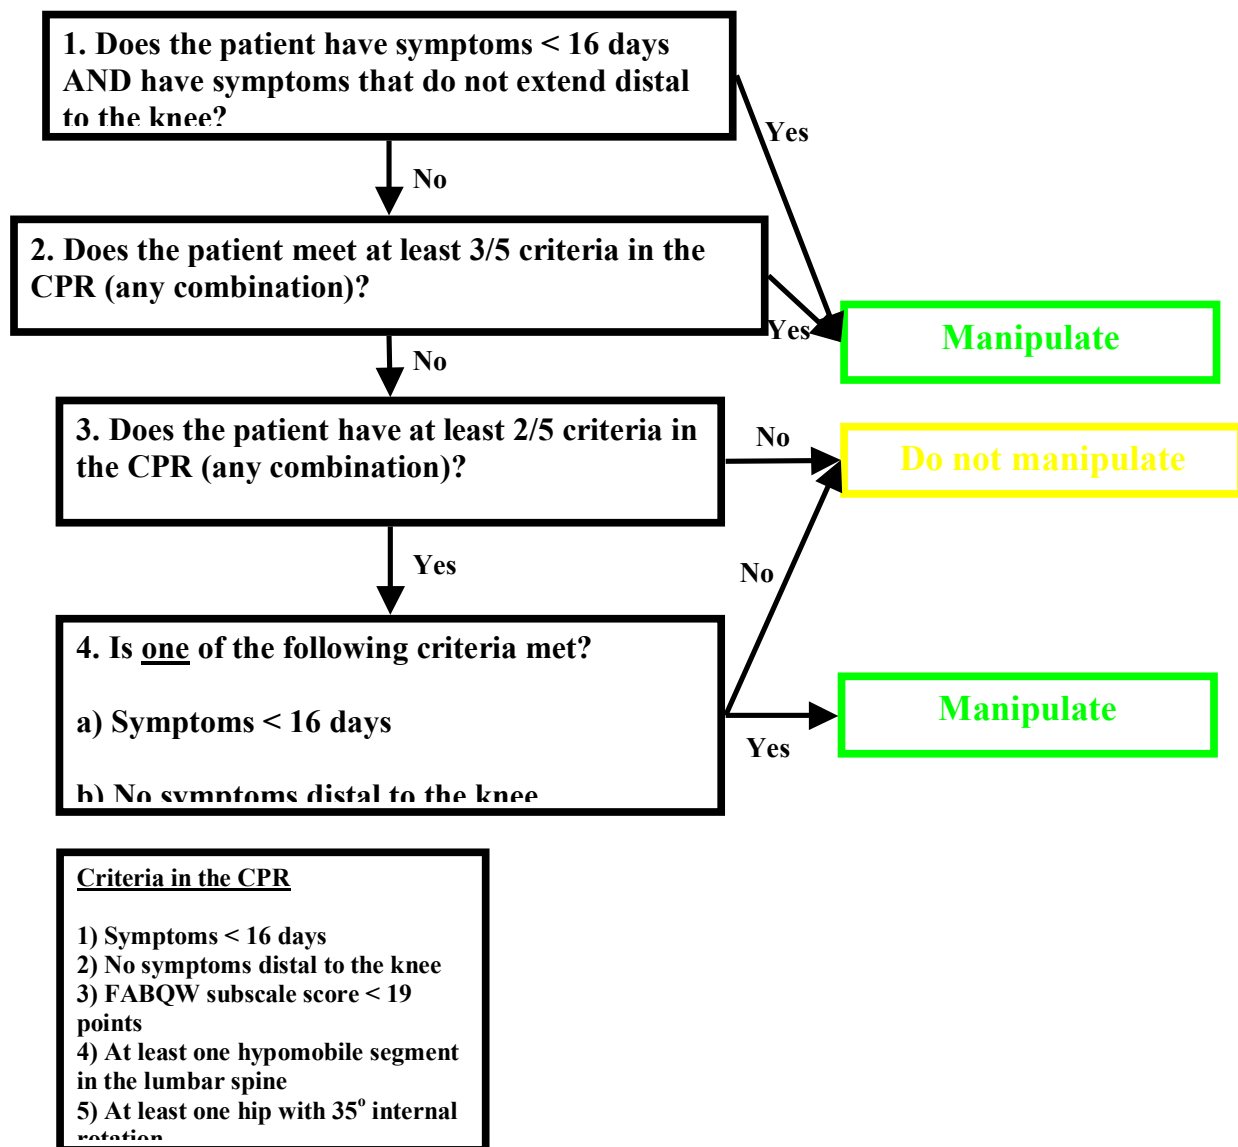 1. Does the patient have symptoms < 16 days
AND have symptoms that do not extend distal
to the knee?
Yes
No
2. Does the patient meet at least 3/5 criteria in the
CPR (any combination)?
Yes
Manipulate
No
3. Does the patient have at least 2/5 criteria in
the CPR (any combination)?
No
Do not manipulate
Yes
No
4. Is one of the following criteria met?
a) Symptoms < 16 days
b) No symptoms distal to the knee
Yes
Manipulate
Criteria in the CPR
1) Symptoms < 16 days
2) No symptoms distal to the knee
3) FABQW subscale score < 19
points
4) At least one hypomobile segment
in the lumbar spine
5) At least one hip with 35° internal
rotation